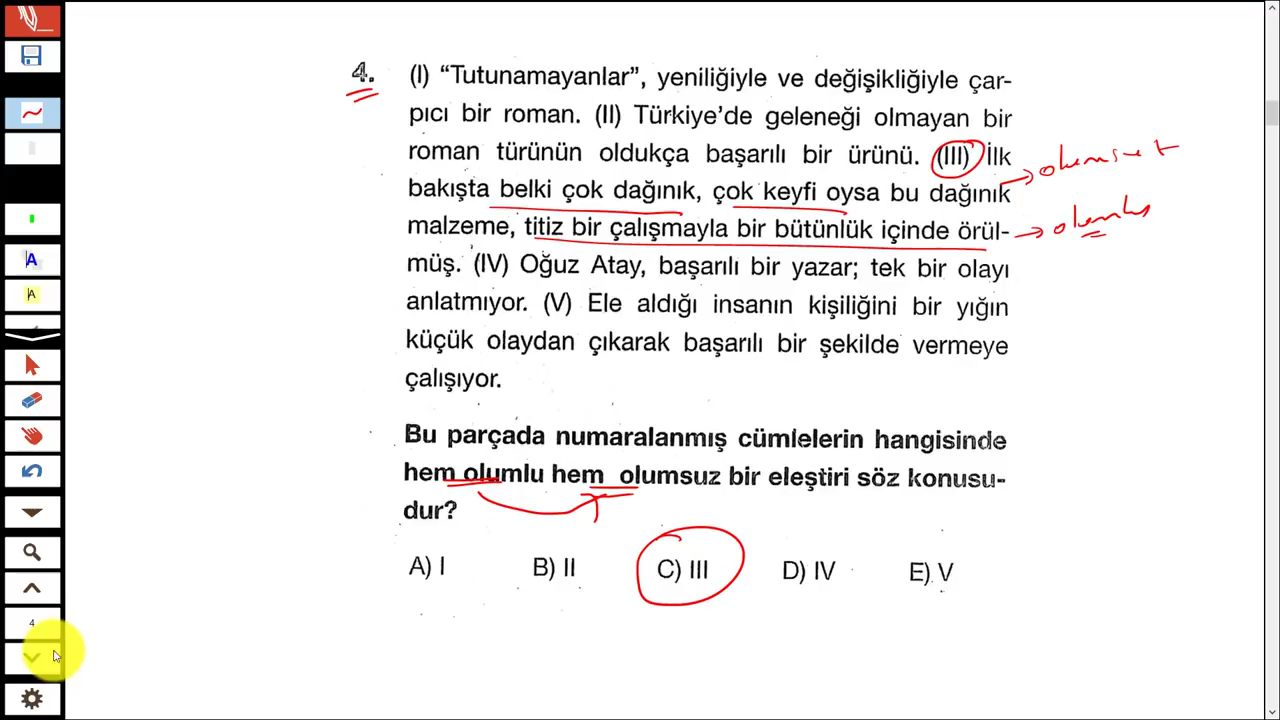 4. (I) “Tutunamayanlar”, yeniliğiyle ve değişikliğiyle çar-
pıcı bir roman. (II) Türkiye’de geleneği olmayan bir
roman türünün oldukça başarılı bir ürünü. (III) İlk
bakışta belki çok dağınık, çok keyfi oysa bu dağınık
malzeme, titiz bir çalışmayla bir bütünlük içinde örül-
müş. (IV) Oğuz Atay, başarılı bir yazar; tek bir olayı
anlatmıyor. (V) Ele aldığı insanın kişiliğini bir yığın
küçük olaydan çıkarak başarılı bir şekilde vermeye
çalışıyor.
Bu parçada numaralanmış cümlelerin hangisinde
hem olumlu hem olumsuz bir eleştiri söz konusu-
dur?
A) I B) II C) III D) IV E) V
A
A
4